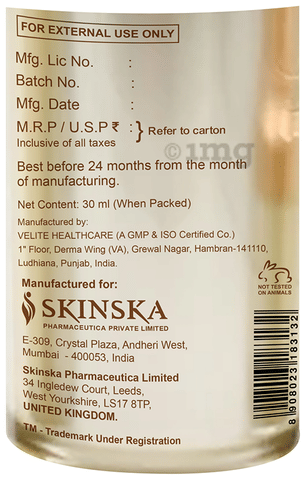 FOR EXTERNAL USE ONLY
Mfg. Lic No. :
Batch No. :
Mfg. Date :
M.R.P / U.S.P ₹ : } Refer to carton
Inclusive of all taxes
1mg
Best before 24 months from the month
of manufacturing.
Net Content: 30 ml (When Packed)
Manufactured by:
VELITE HEALTHCARE (A GMP & ISO Certified Co.)
1" Floor, Derma Wing (VA), Grewal Nagar, Hambran-141110,
Ludhiana, Punjab, India.
NOT TESTED
ON ANIMALS
Manufactured for:
SKINSKA
PHARMACEUTICA PRIVATE LIMITED
E-309, Crystal Plaza, Andheri West,
Mumbai - 400053, India
Skinska Pharmaceutica Limited
34 Ingledew Court, Leeds,
West Yourkshire, LS17 8TP,
UNITED KINGDOM.
TM - Trademark Under Registration
8 908023 183132